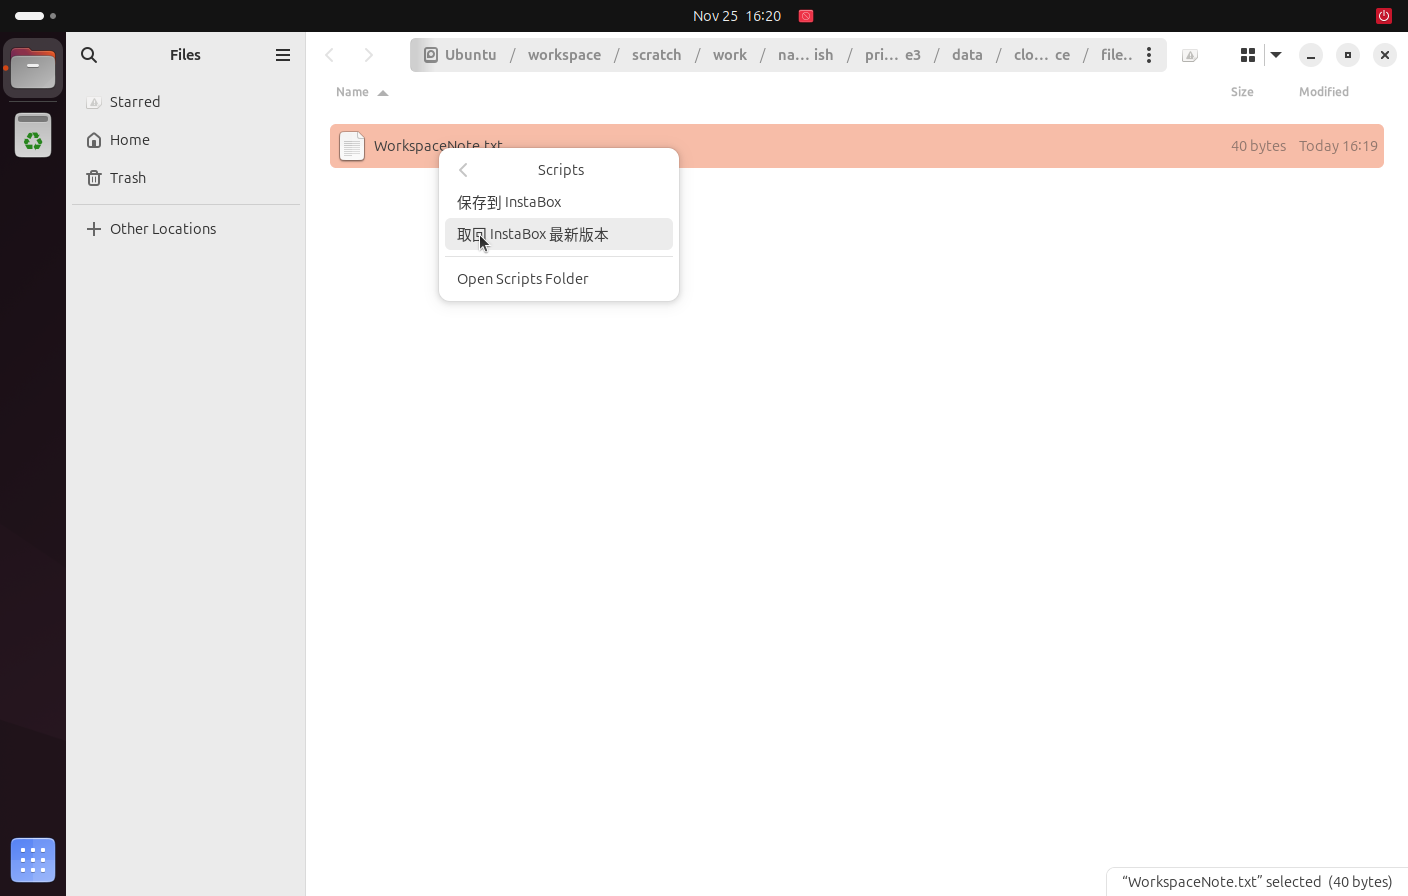 Nov 25 16:20
Files
Ubuntu / workspace / scratch / work / na... ish / pri... e3 / data / clo... ce / file..
Starred
Home
Trash
Other Locations
Name
Size
Modified
WorkspaceNote.txt
40 bytes
Today 16:19
Scripts
保存到 InstaBox
取回 InstaBox 最新版本
Open Scripts Folder
“WorkspaceNote.txt” selected (40 bytes)